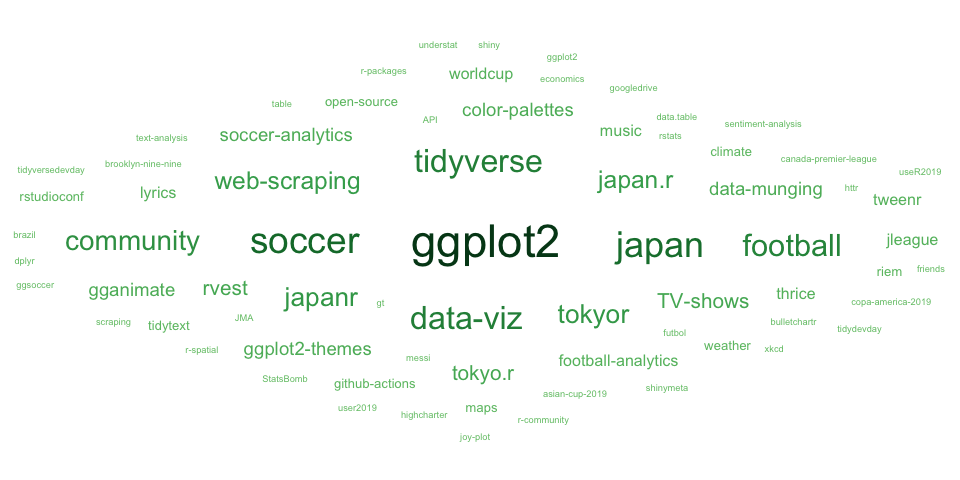 understat shiny
ggplot2
r-packages worldcup economics
googledrive
table open-source color-palettes
API data.table
text-analysis soccer-analytics music rstats sentiment-analysis
tidyversedevday brooklyn-nine-nine tidyverse climate canada-premier-league
useR2019
rstudioconf lyrics web-scraping japan.r data-munging httr tweenr
brazil community soccer ggplot2 japan football jleague
dplyr
riem friends
ggsoccer gganimate rvest japanr gt TV-shows thrice copa-america-2019
scraping tidytext JMA data-viz tokyor bulletchartr tidydevday
futbol
r-spatial ggplot2-themes messi football-analytics weather xkcd
StatsBomb github-actions tokyo.r shinymeta
asian-cup-2019
user2019 highcharter maps r-community
joy-plot